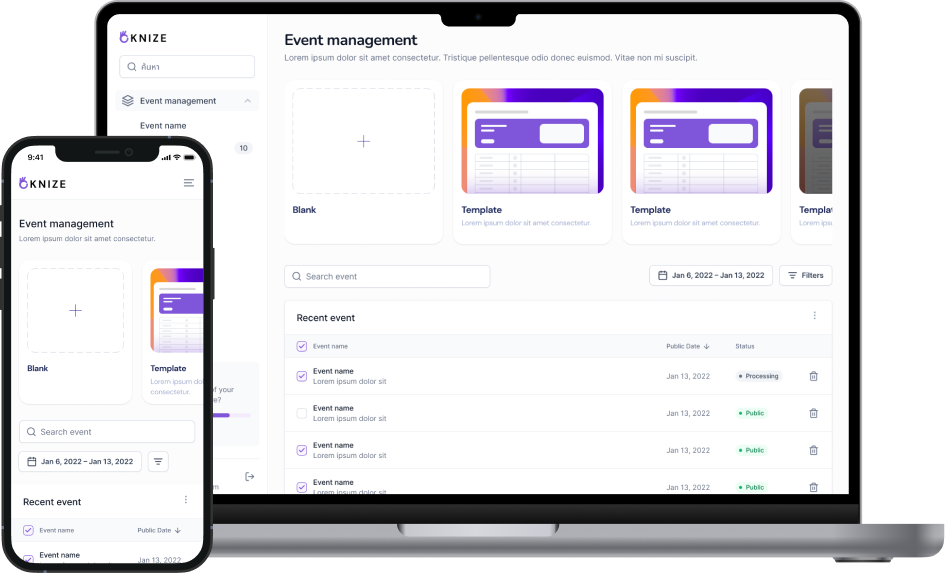 KNIZE
ค้นหา
Event management
Event name
10
of your
e?
m
Event management
Lorem ipsum dolor sit amet consectetur. Tristique pellentesque odio donec euismod. Vitae non mi suscipit.
Blank
Template
Lorem ipsum dolor sit amet consectetur.
Template
Lorem ipsum dolor sit amet consectetur.
Templat
Lorem ips
Search event
Jan 6, 2022 – Jan 13, 2022
Filters
Recent event
Event name
Public Date
Status
Event name
Lorem ipsum dolor sit
Jan 13, 2022
Processing
Event name
Lorem ipsum dolor sit
Jan 13, 2022
Public
Event name
Lorem ipsum dolor sit
Jan 13, 2022
Public
Event name
Lorem ipsum dolor sit
Jan 13, 2022
Public
9:41
KNIZE
Event management
Lorem ipsum dolor sit amet consectetur.
Blank
Template
Lorem ipsum do
consectetur.
Search event
Jan 6, 2022 – Jan 13, 2022
Recent event
Event name
Public Date
Event name
Jan 13, 2022